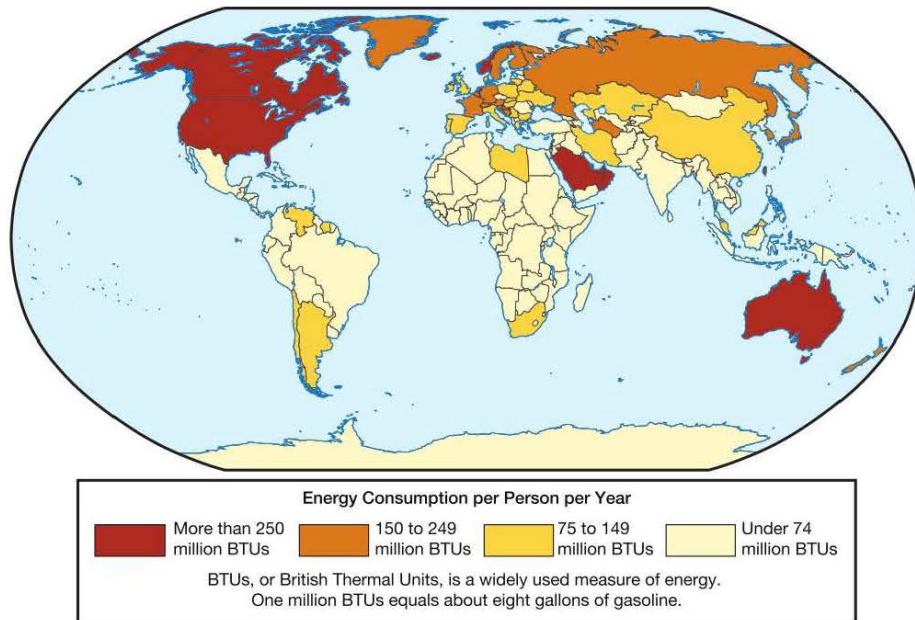 Energy Consumption per Person per Year
More than 250
million BTUs
150 to 249
million BTUs
75 to 149
million BTUs
Under 74
million BTUs
BTUs, or British Thermal Units, is a widely used measure of energy.
One million BTUs equals about eight gallons of gasoline.